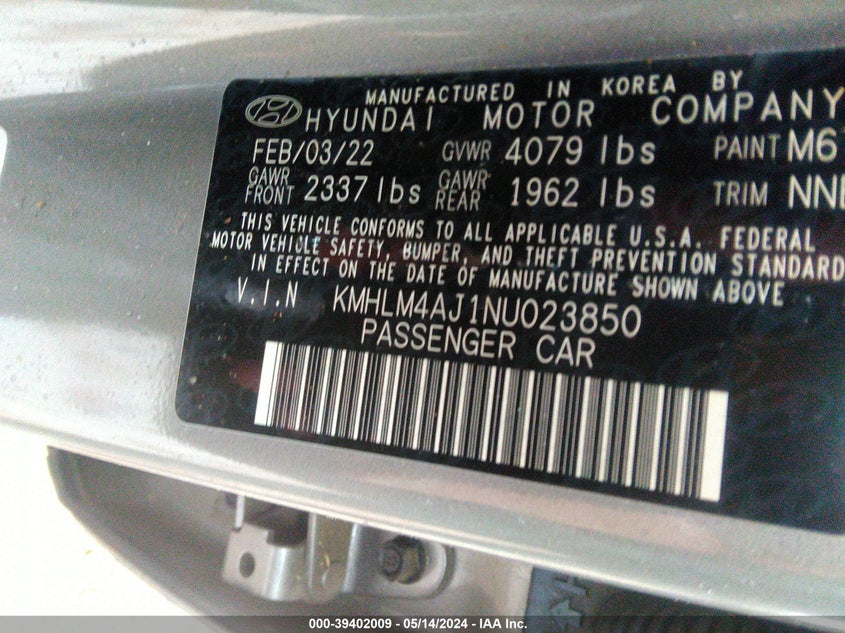 MANUFACTURED IN KOREA BY
HYUNDAI MOTOR COMPANY
FEB/03/22 GVWR 4079 lbs PAINT M6
GAWR FRONT 2337 lbs GAWR REAR 1962 lbs TRIM NN
THIS VEHICLE CONFORMS TO ALL APPLICABLE U.S.A. FEDERAL
MOTOR VEHICLE SAFETY, BUMPER, AND THEFT PREVENTION STANDARD
IN EFFECT ON THE DATE OF MANUFACTURE SHOWN ABOVE
V.I.N KMHLM4AJ1NU023850
PASSENGER CAR
000-39402009 - 05/14/2024 - IAA Inc.